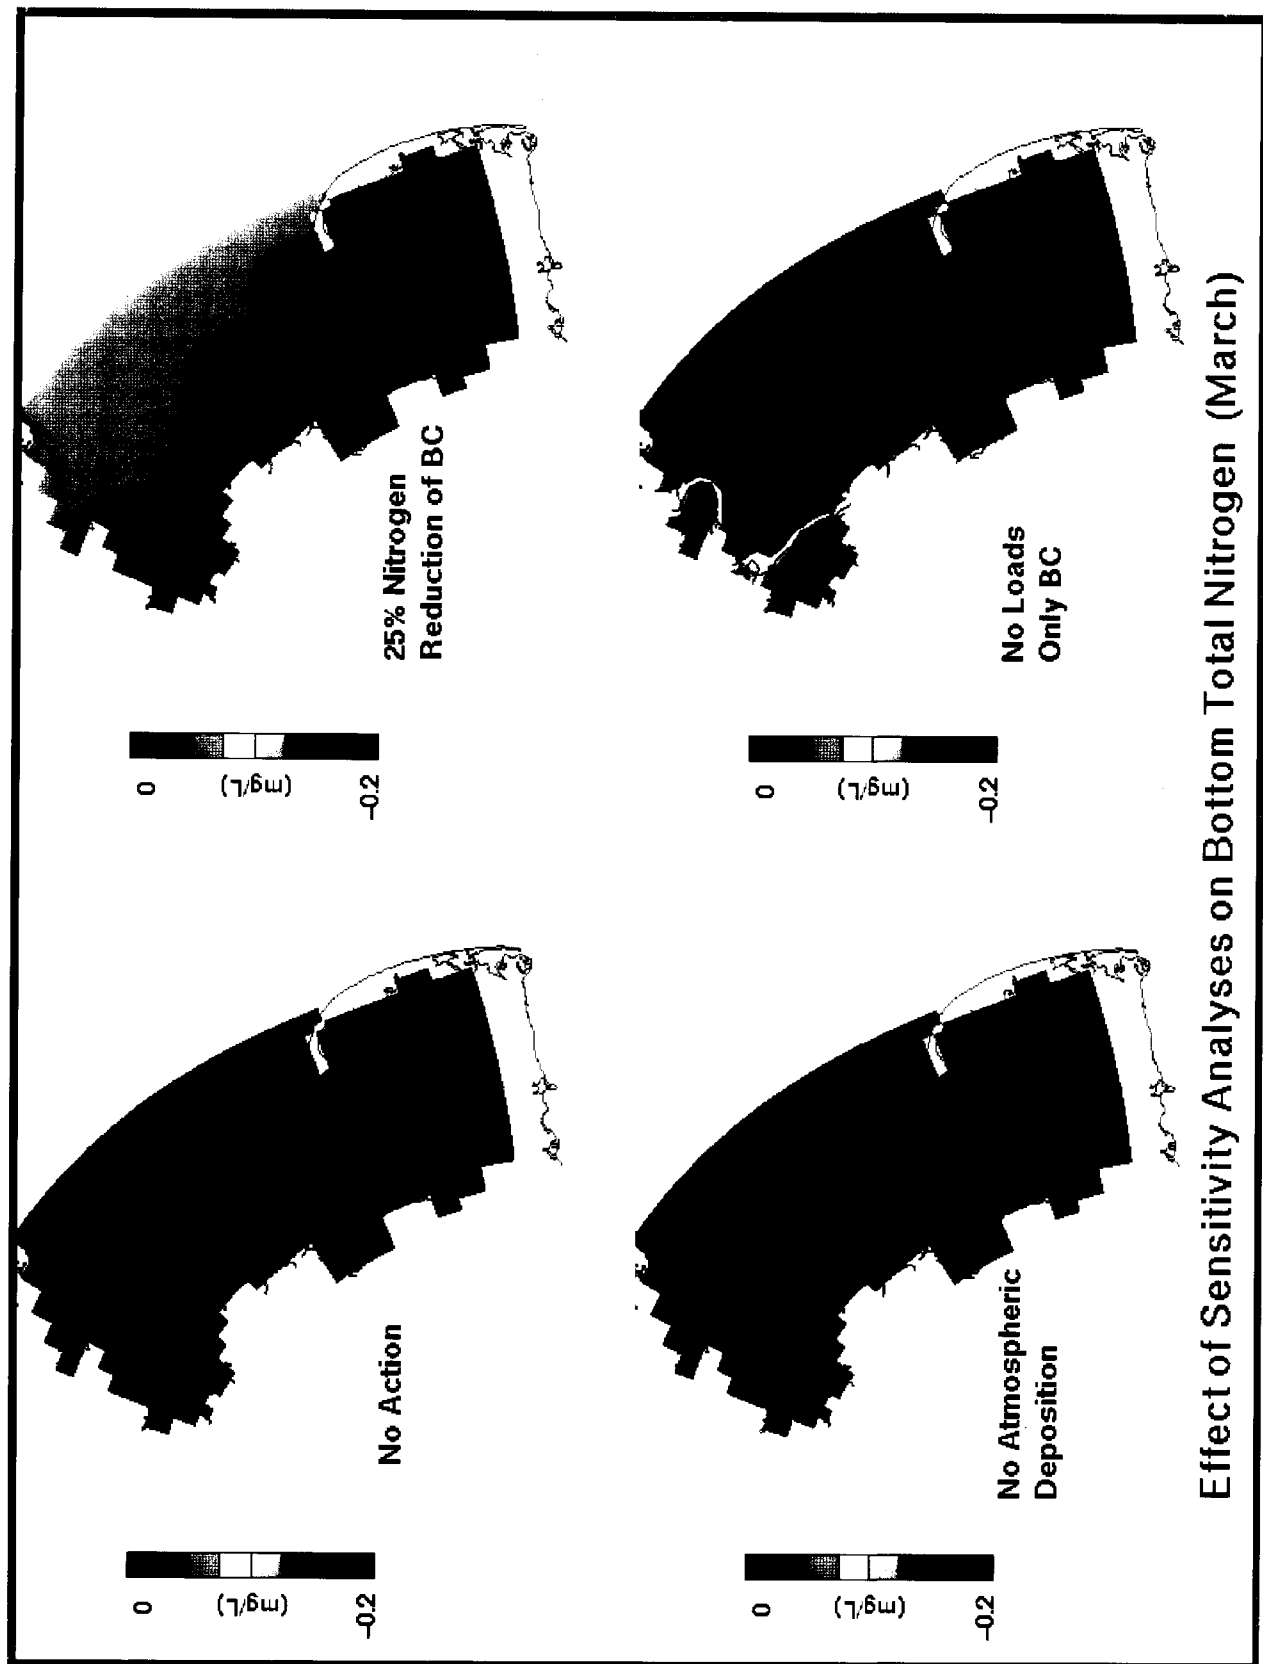 0
(mg/L)
–0.2
No Action
0
(mg/L)
–0.2
25% Nitrogen
Reduction of BC
0
(mg/L)
–0.2
No Atmospheric
Deposition
0
(mg/L)
–0.2
No Loads
Only BC
Effect of Sensitivity Analyses on Bottom Total Nitrogen (March)